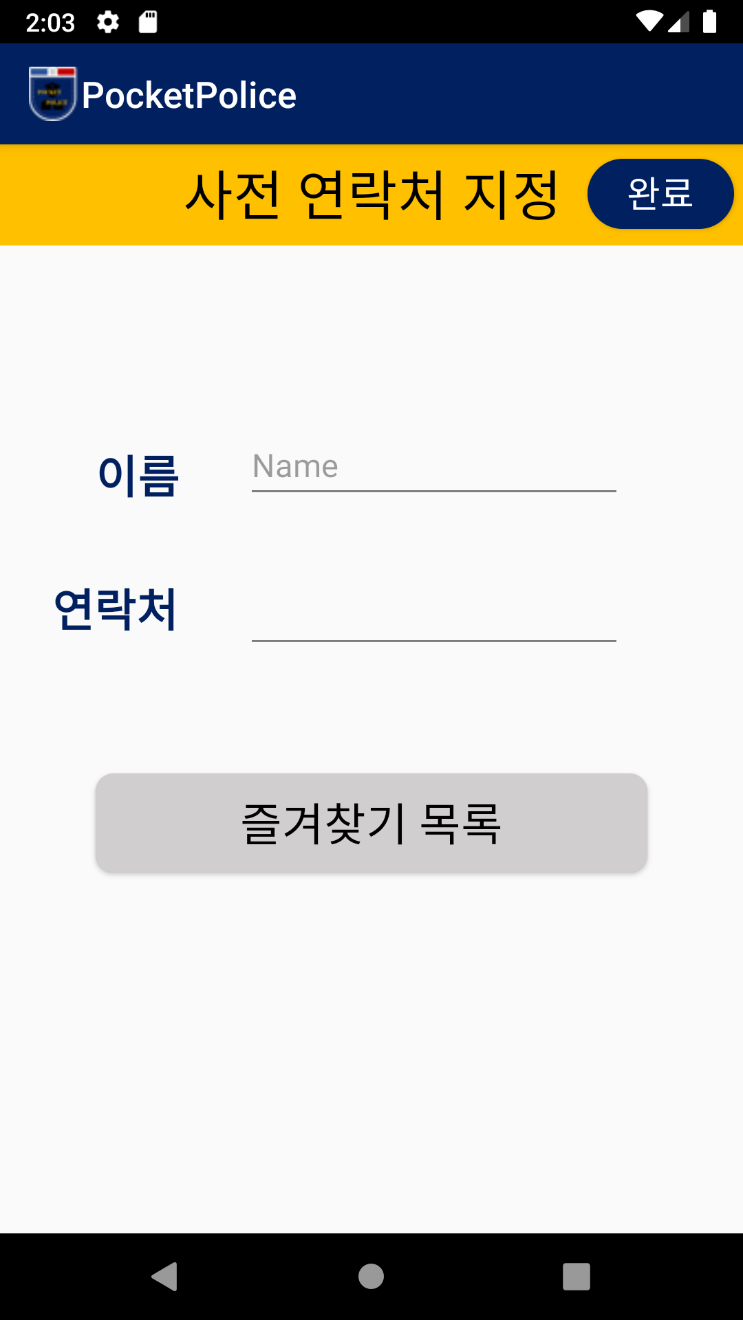 2:03
PocketPolice
사전 연락처 지정 완료
이름 Name
연락처
즐겨찾기 목록